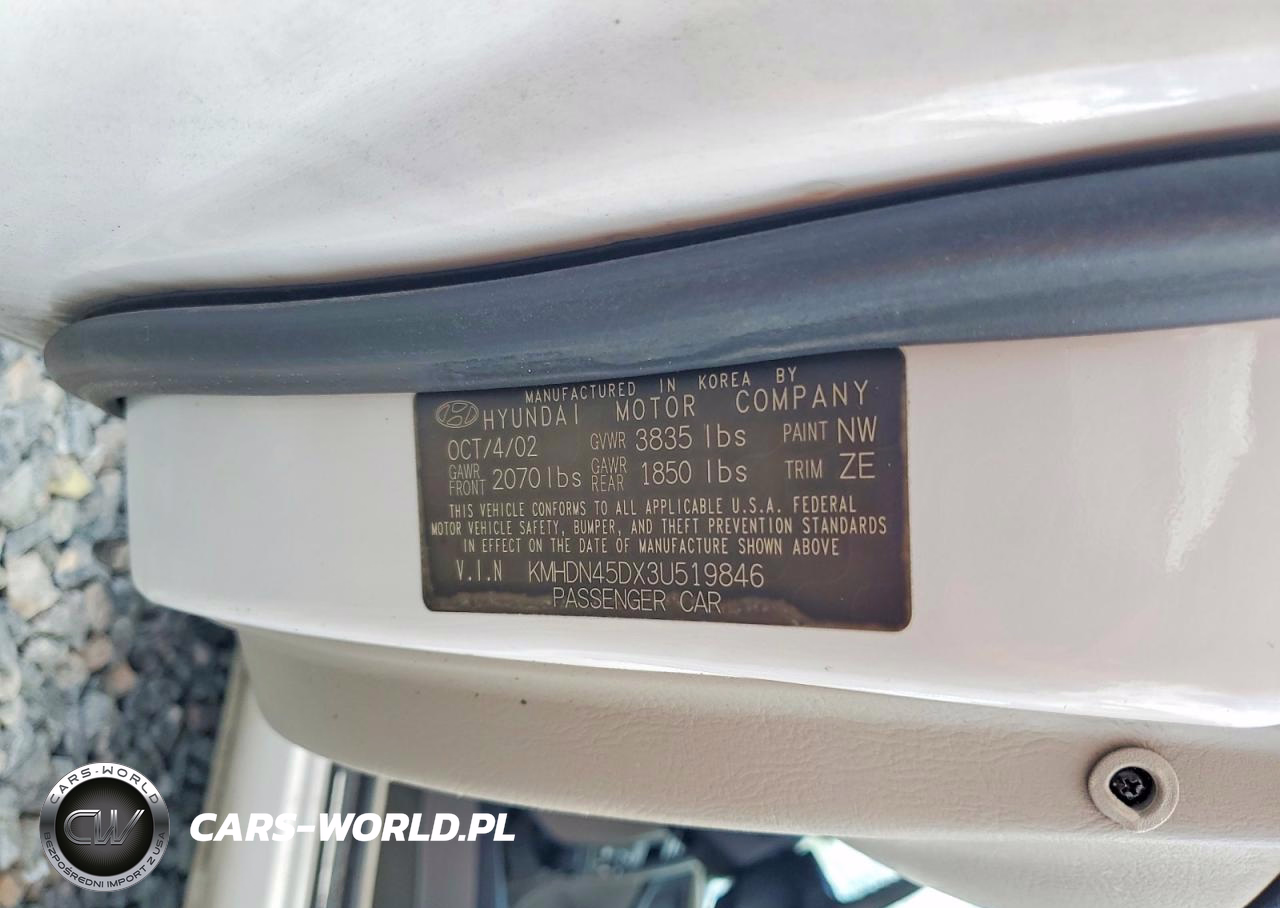 MANUFACTURED IN KOREA BY
HYUNDAI MOTOR COMPANY
OCT/4/02 GVWR 3835 lbs PAINT NW
GAWR FRONT 2070 lbs GAWR REAR 1850 lbs TRIM ZE
THIS VEHICLE CONFORMS TO ALL APPLICABLE U.S.A. FEDERAL
MOTOR VEHICLE SAFETY, BUMPER, AND THEFT PREVENTION STANDARDS
IN EFFECT ON THE DATE OF MANUFACTURE SHOWN ABOVE
V.I.N KMHDN45DX3U519846
PASSENGER CAR
CARS-WORLD
CW
BEZPOŚREDNI IMPORT Z USA
CARS-WORLD.PL